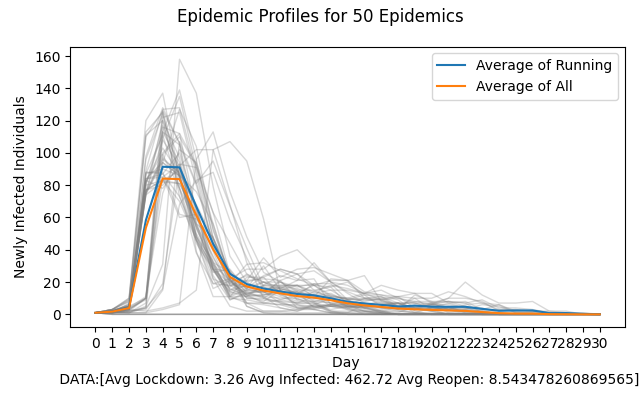 Epidemic Profiles for 50 Epidemics
160
140
120
100
80
60
40
20
0
Newly Infected Individuals
Average of Running
Average of All
0 1 2 3 4 5 6 7 8 9 10 11 12 13 14 15 16 17 18 19 20 21 22 23 24 25 26 27 28 29 30
Day
DATA:[Avg Lockdown: 3.26 Avg Infected: 462.72 Avg Reopen: 8.543478260869565]